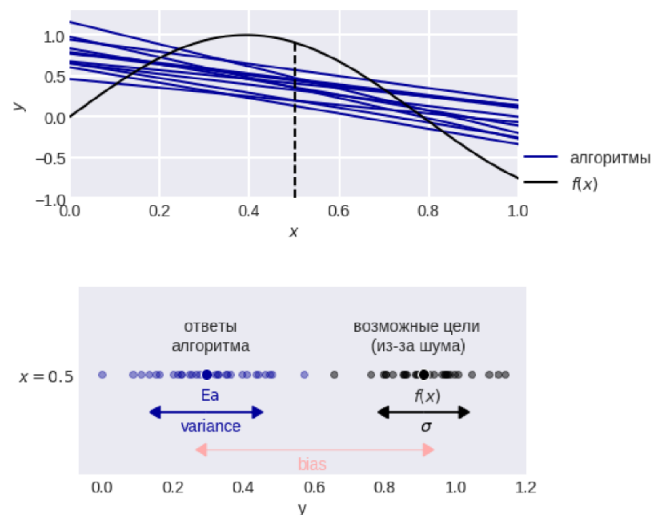 1.0
0.5
0.0
−0.5
−1.0
y
0.0 0.2 0.4 0.6 0.8 1.0
x
алгоритмы
f(x)
ответы
алгоритма
возможные цели
(из-за шума)
x = 0.5
Ea
f(x)
variance
σ
bias
0.0 0.2 0.4 0.6 0.8 1.0 1.2
y